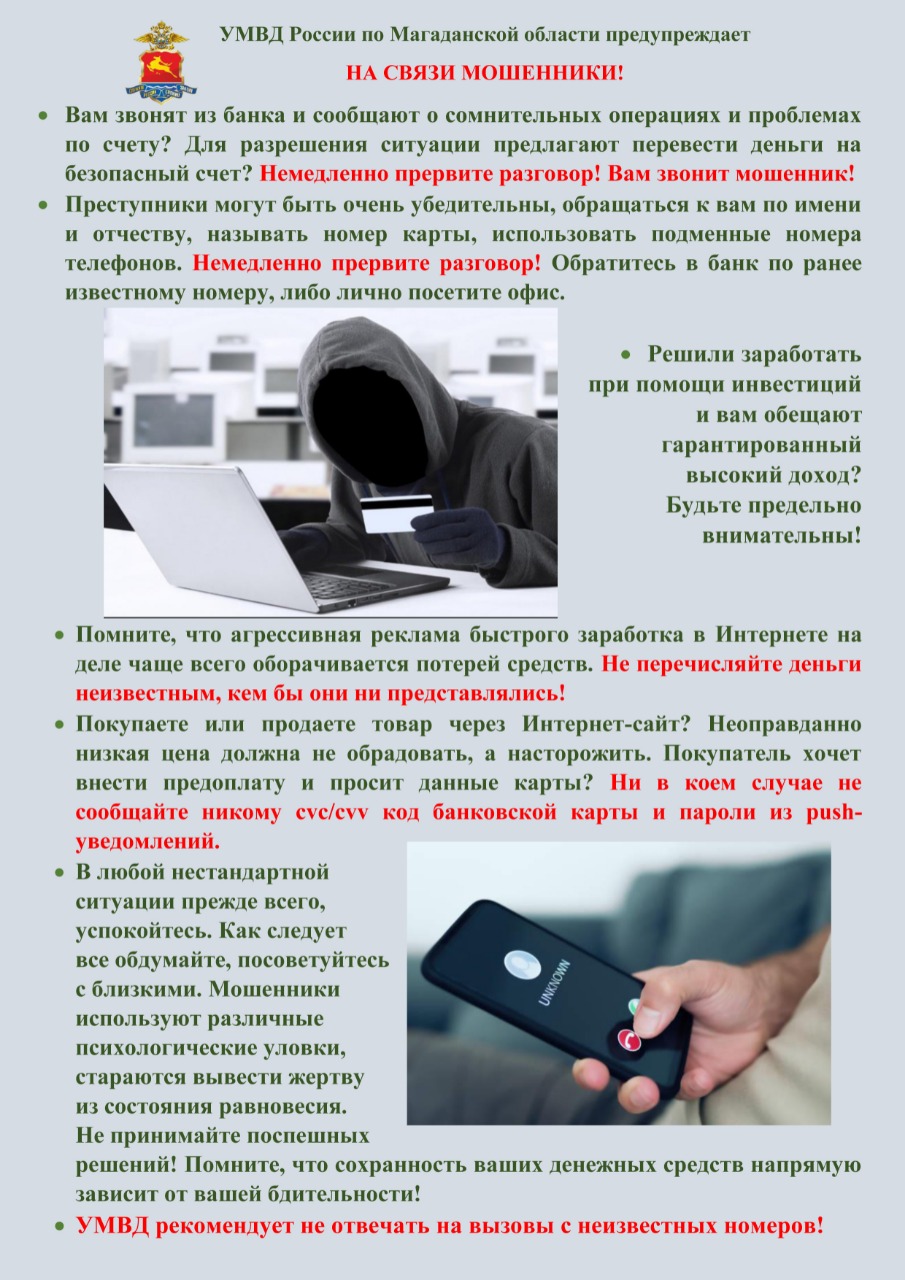 УМВД России по Магаданской области предупреждает
НА СВЯЗИ МОШЕННИКИ!
• Вам звонят из банка и сообщают о сомнительных операциях и проблемах
по счету? Для разрешения ситуации предлагают перевести деньги на
безопасный счет? Немедленно прервите разговор! Вам звонит мошенник!
• Преступники могут быть очень убедительны, обращаться к вам по имени
и отчеству, называть номер карты, использовать подменные номера
телефонов. Немедленно прервите разговор! Обратитесь в банк по ранее
известному номеру, либо лично посетите офис.
• Решили заработать
при помощи инвестиций
и вам обещают
гарантированный
высокий доход?
Будьте предельно
внимательны!
• Помните, что агрессивная реклама быстрого заработка в Интернете на
деле чаще всего оборачивается потерей средств. Не перечисляйте деньги
неизвестным, кем бы они ни представлялись!
• Покупаете или продаете товар через Интернет-сайт? Неоправданно
низкая цена должна не обрадовать, а насторожить. Покупатель хочет
внести предоплату и просит данные карты? Ни в коем случае не
сообщайте никому cvc/cvv код банковской карты и пароли из push-
уведомлений.
• В любой нестандартной
ситуации прежде всего,
успокойтесь. Как следует
все обдумайте, посоветуйтесь
с близкими. Мошенники
используют различные
психологические уловки,
стараются вывести жертву
из состояния равновесия.
Не принимайте поспешных
решений! Помните, что сохранность ваших денежных средств напрямую
зависит от вашей бдительности!
UNKNOWN
• УМВД рекомендует не отвечать на вызовы с неизвестных номеров!